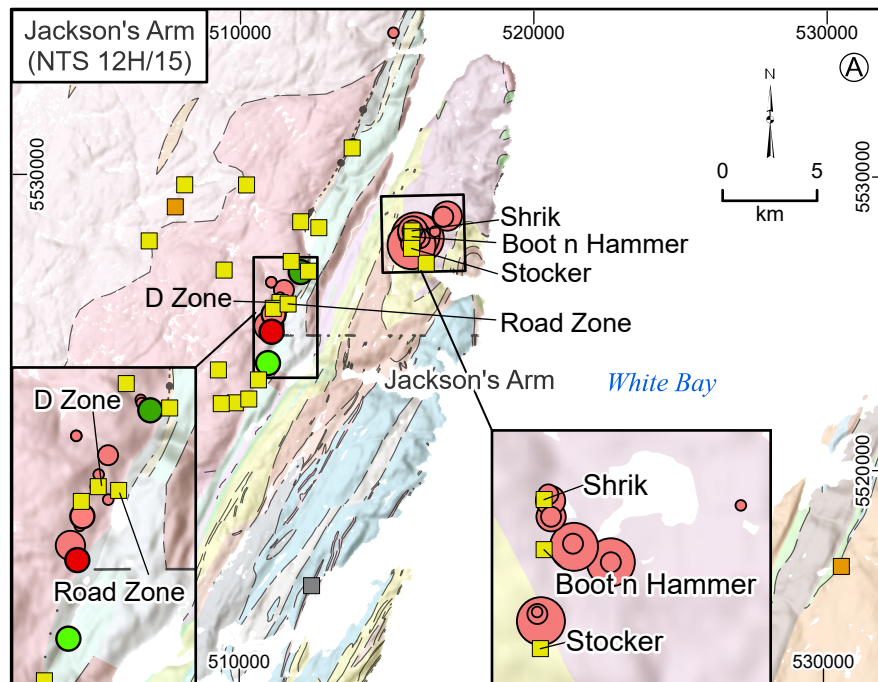 Jackson's Arm
(NTS 12H/15)
510000
520000
530000
A
N
0
5
km
5530000
5530000
Shrik
Boot n Hammer
Stocker
D Zone
Road Zone
Jackson's Arm
White Bay
D Zone
Road Zone
Shrik
Boot n Hammer
Stocker
5520000
510000
530000